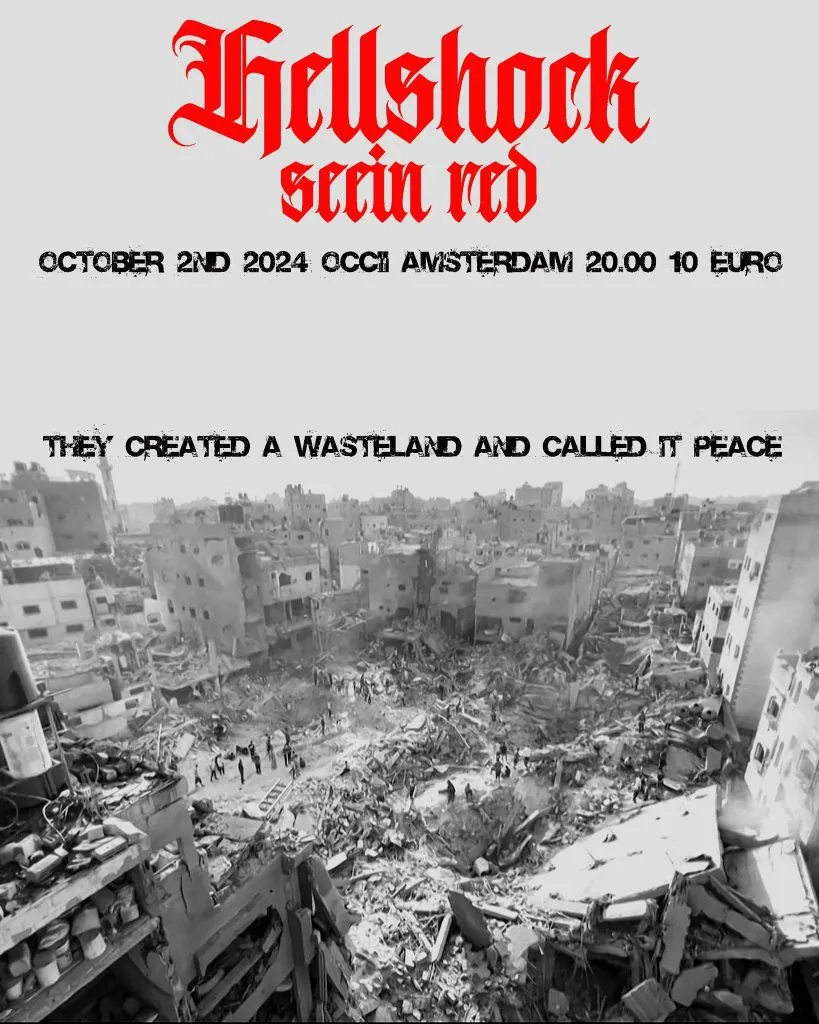 Hellshock
seein red
OCTOBER 2ND 2024 OCCII AMSTERDAM 20.00 10 EURO
THEY CREATED A WASTELAND AND CALLED IT PEACE